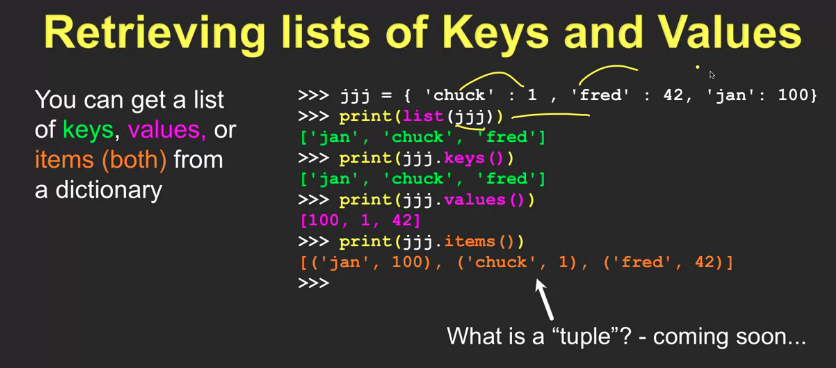 Retrieving lists of Keys and Values
You can get a list
of keys, values, or
items (both) from
a dictionary
>>> jjj = { 'chuck' : 1 , 'fred' : 42, 'jan': 100}
>>> print(list(jjj))
['jan', 'chuck', 'fred']
>>> print(jjj.keys())
['jan', 'chuck', 'fred']
>>> print(jjj.values())
[100, 1, 42]
>>> print(jjj.items())
[('jan', 100), ('chuck', 1), ('fred', 42)]
>>>
What is a “tuple”? - coming soon...